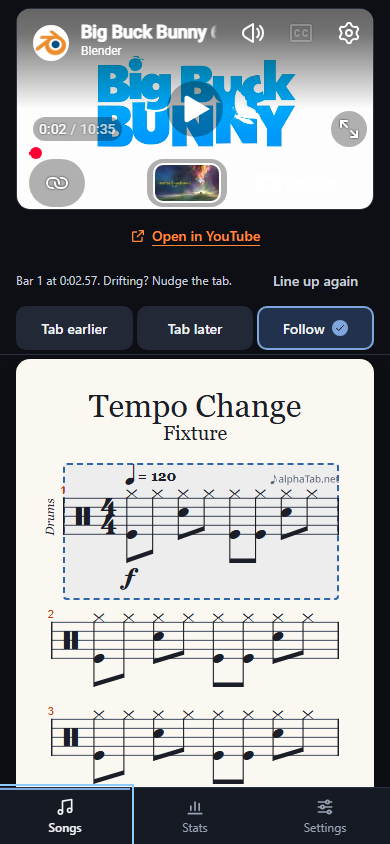 Big Buck Bunny
Blender
CC
Big Buck
BUNNY
0:02 / 10:35
Open in YouTube
Bar 1 at 0:02.57. Drifting? Nudge the tab.
Line up again
Tab earlier
Tab later
Follow
Tempo Change
Fixture
= 120
alphaTab.net
1
Drums
4
4
f
2
3
Songs
Stats
Settings